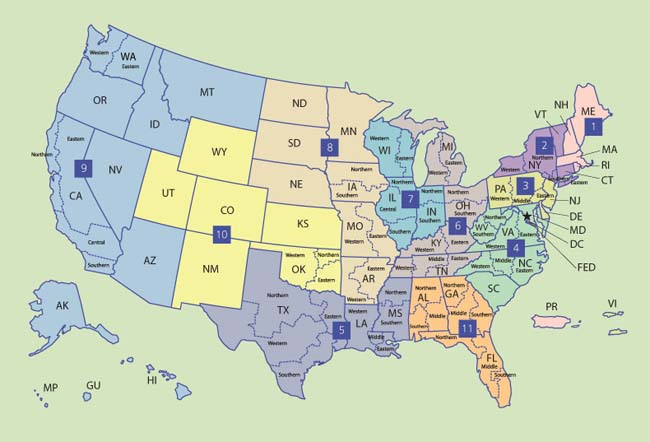 Western
WA
Eastern
MT
OR
ID
ND
MN
SD
8
WY
Northern
9
NV
CA
Central
Southern
UT
CO
10
NE
KS
AZ
NM
Northern
IA
Southern
Western
MO
Eastern
Western
OK
Northern
Eastern
Eastern
AR
Western
Northern
TX
Eastern
Western
Southern
5
Western
LA
Middle
Eastern
Northern
MS
Southern
Western
WI
Eastern
Northern
IL
Central
Southern
7
Northern
IN
Southern
MI
Western
Eastern
Northern
OH
Southern
6
KY
Western
Eastern
Western
Middle
Eastern
TN
Northern
AL
Middle
Southern
Northern
GA
Middle
Southern
11
Northern
FL
Middle
Southern
SC
Western
Middle
NC
Eastern
4
Western
VA
Eastern
Northern
WV
Southern
PA
3
Western
Middle
Eastern
2
Northern
NY
Western
Southern
Eastern
VT
NH
ME
1
MA
RI
CT
NJ
DE
MD
DC
FED
PR
VI
AK
HI
GU
MP